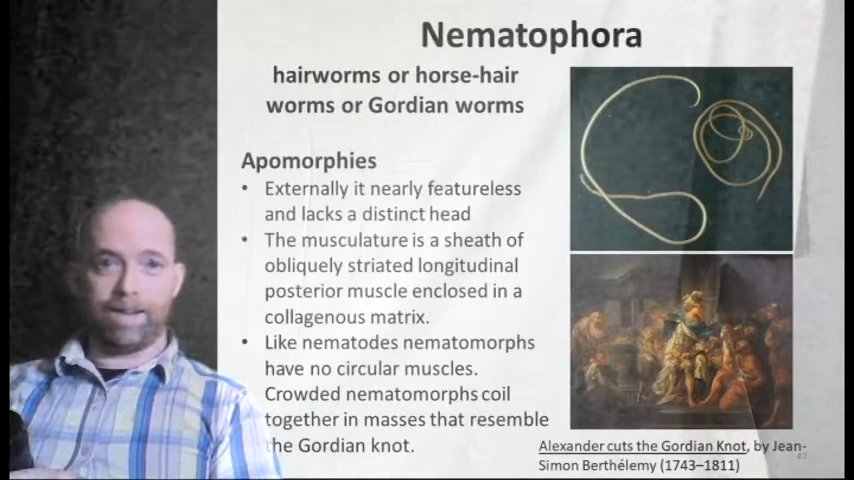 Nematophora
hairworms or horse-hair
worms or Gordian worms
Apomorphies
• Externally it nearly featureless
and lacks a distinct head
• The musculature is a sheath of
obliquely striated longitudinal
posterior muscle enclosed in a
collagenous matrix.
• Like nematodes nematomorphs
have no circular muscles.
Crowded nematomorphs coil
together in masses that resemble
the Gordian knot.
Alexander cuts the Gordian Knot, by Jean-
Simon Berthélemy (1743–1811)
47